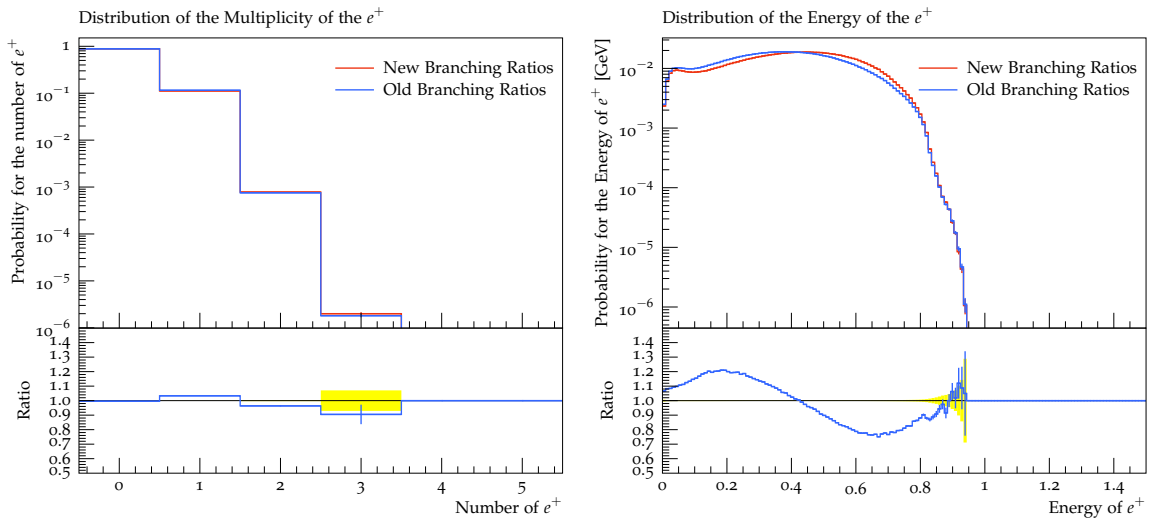 Distribution of the Multiplicity of the e⁺
Probability for the number of e⁺
1
10⁻¹
10⁻²
10⁻³
10⁻⁴
10⁻⁵
10⁻⁶
New Branching Ratios
Old Branching Ratios
Ratio
1.4
1.3
1.2
1.1
1.0
0.9
0.8
0.7
0.6
0.5
0 1 2 3 4 5
Number of e⁺
Distribution of the Energy of the e⁺
Probability for the Energy of e⁺ [GeV]
10⁻²
10⁻³
10⁻⁴
10⁻⁵
10⁻⁶
New Branching Ratios
Old Branching Ratios
Ratio
1.4
1.3
1.2
1.1
1.0
0.9
0.8
0.7
0.6
0.5
0 0.2 0.4 0.6 0.8 1 1.2 1.4
Energy of e⁺